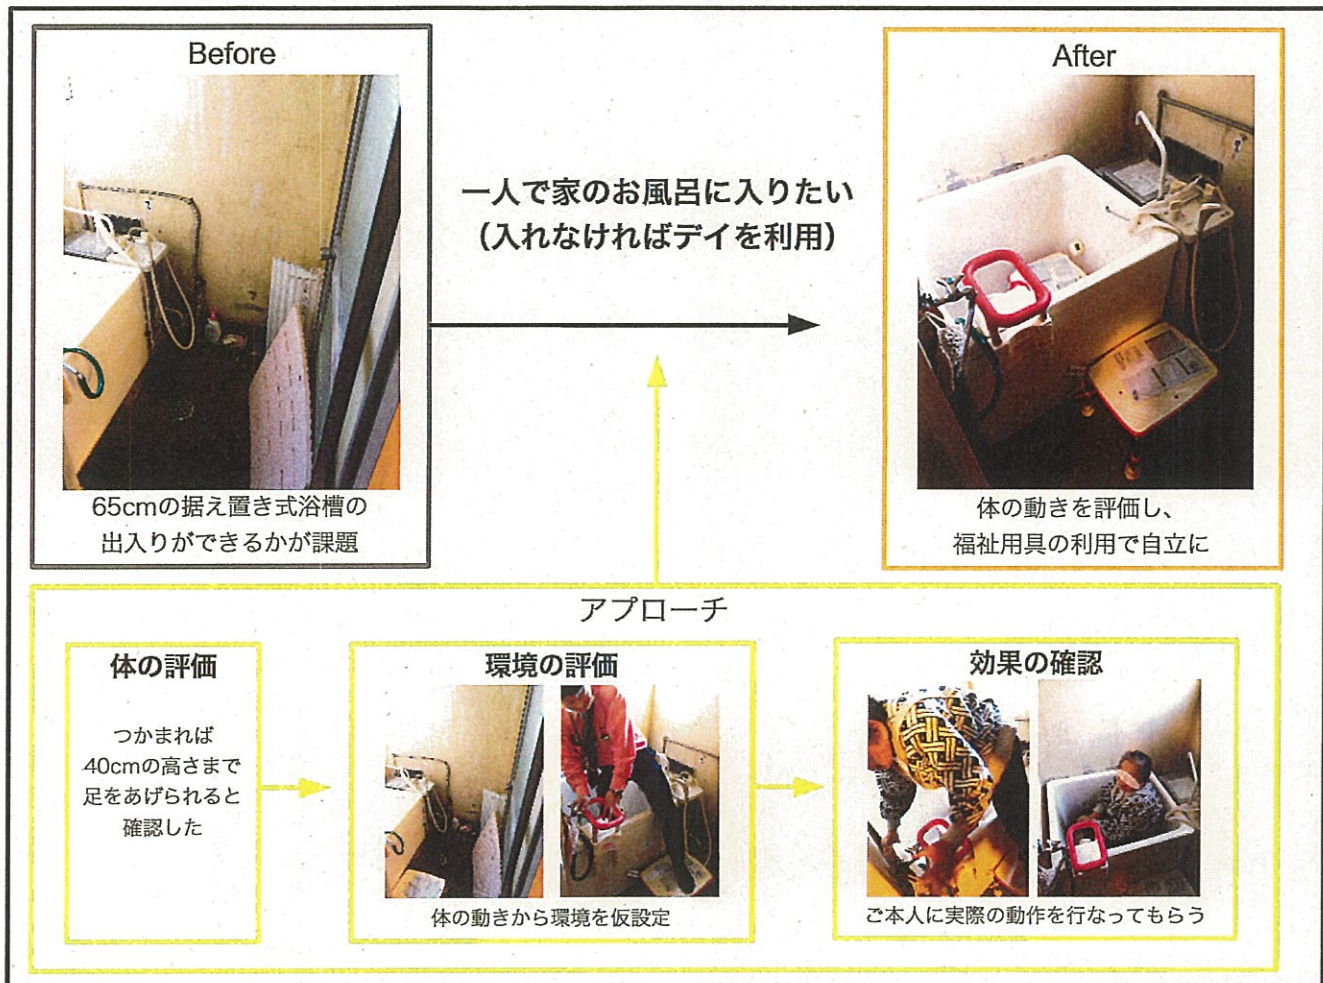 Before
65cmの据え置き式浴槽の
出入りができるかが課題
一人で家のお風呂に入りたい
（入れなければデイを利用）
After
体の動きを評価し、
福祉用具の利用で自立に
アプローチ
体の評価
つかまれば
40cmの高さまで
足をあげられると
確認した
環境の評価
体の動きから環境を仮設定
効果の確認
ご本人に実際の動作を行なってもらう